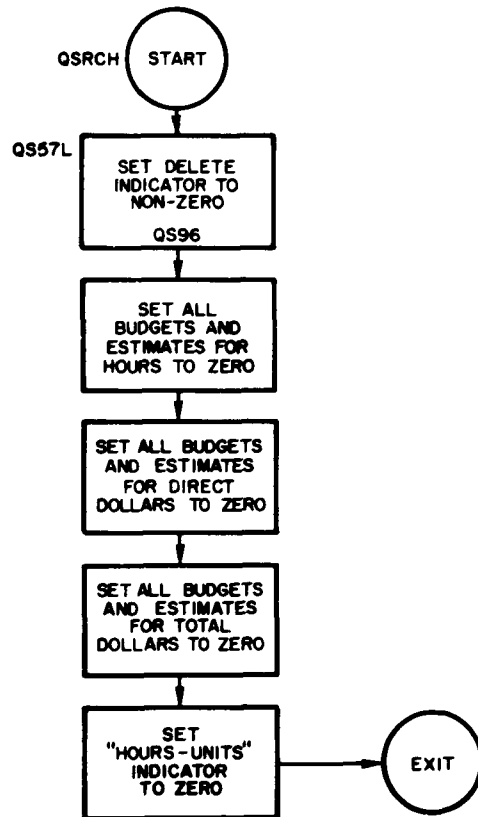 QSRCH
START
QS57L
SET DELETE
INDICATOR TO
NON-ZERO
QS96
SET ALL
BUDGETS AND
ESTIMATES FOR
HOURS TO ZERO
SET ALL BUDGETS
AND ESTIMATES
FOR DIRECT
DOLLARS TO ZERO
SET ALL BUDGETS
AND ESTIMATES
FOR TOTAL
DOLLARS TO ZERO
SET
"HOURS-UNITS"
INDICATOR
TO ZERO
EXIT